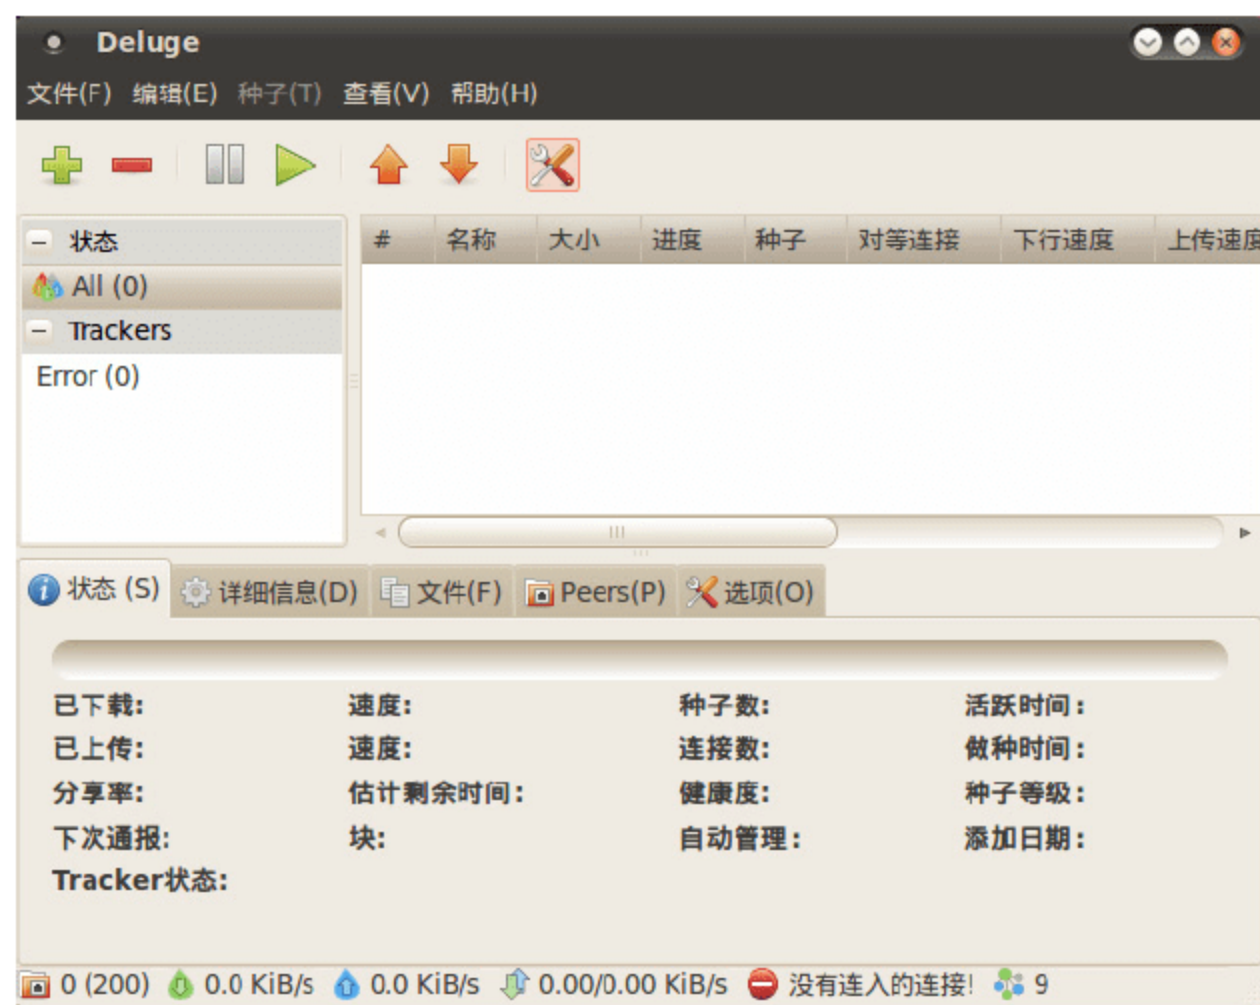 Deluge
文件(F) 编辑(E) 种子(T) 查看(V) 帮助(H)
状态
# 名称 大小 进度 种子 对等连接 下行速度 上传速度
All (0)
Trackers
Error (0)
状态 (S) 详细信息(D) 文件(F) Peers(P) 选项(O)
已下载: 速度: 种子数: 活跃时间:
已上传: 速度: 连接数: 做种时间:
分享率: 估计剩余时间: 健康度: 种子等级:
下次通报: 块: 自动管理: 添加日期:
Tracker状态:
0 (200) 0.0 KiB/s 0.0 KiB/s 0.00/0.00 KiB/s 没有连入的连接! 9